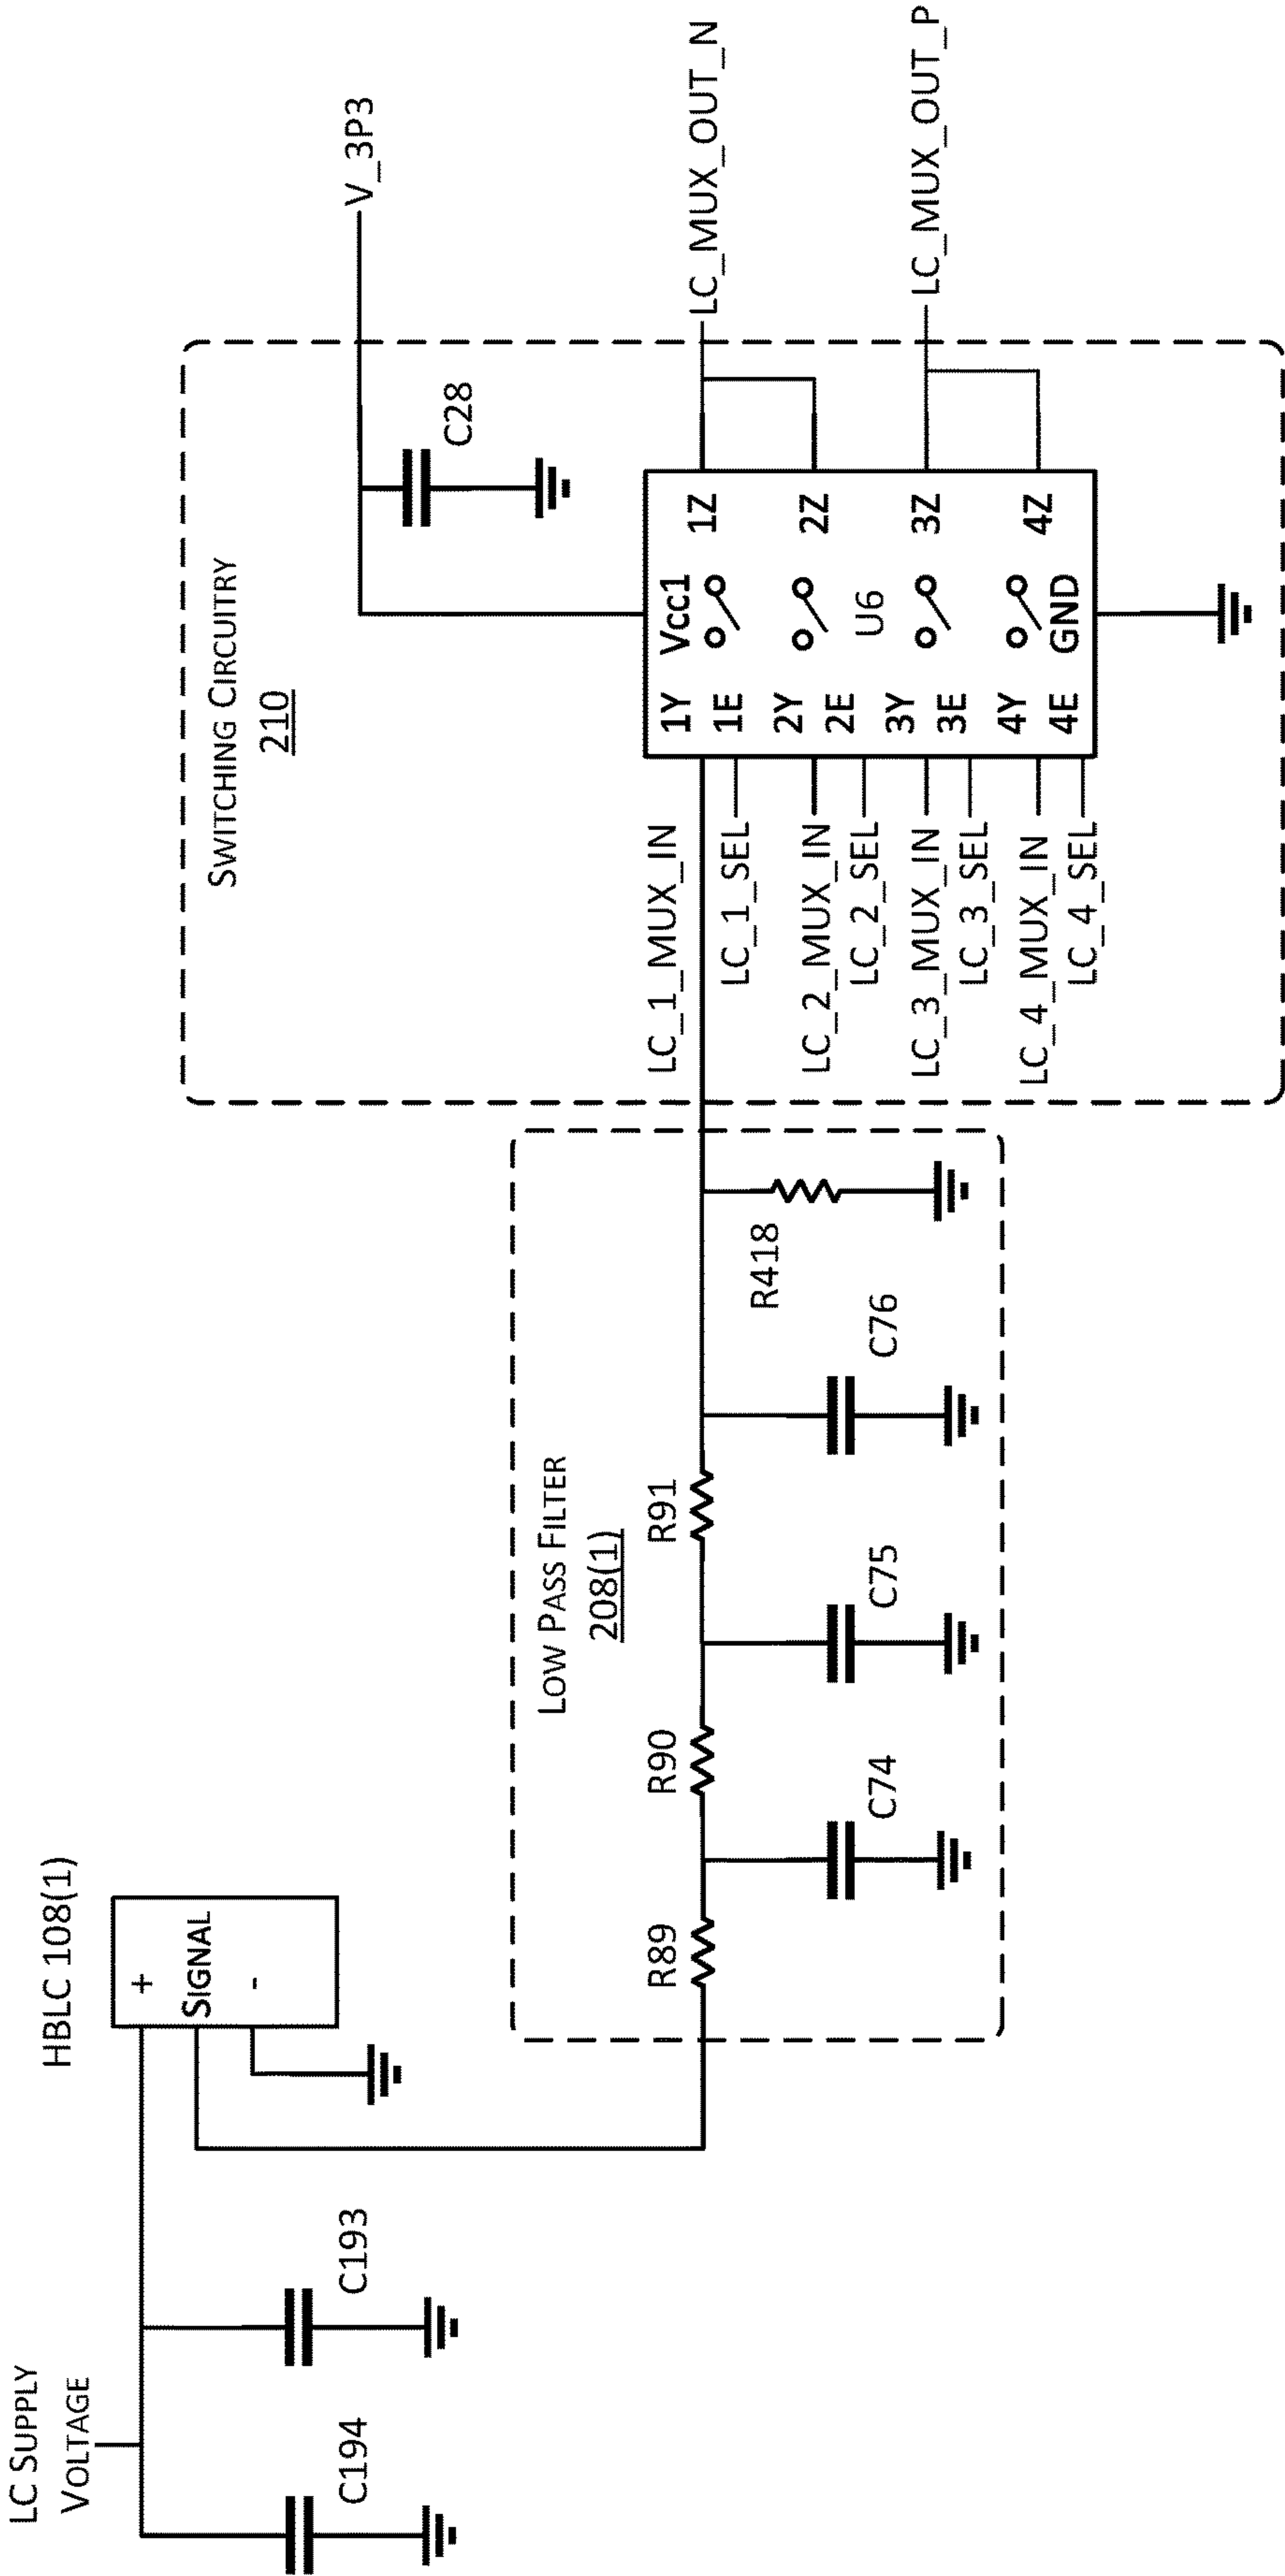 LC SUPPLY
VOLTAGE
C194
C193
HBLC 108(1)
+
SIGNAL
-
LOW PASS FILTER
208(1)
R89
R90
R91
C74
C75
C76
R418
SWITCHING CIRCUITRY
210
C28
V_3P3
LC_1_MUX_IN
LC_1_SEL
LC_2_MUX_IN
LC_2_SEL
LC_3_MUX_IN
LC_3_SEL
LC_4_MUX_IN
LC_4_SEL
1Y Vcc1 1Z
1E
2Y 2Z
2E U6
3Y 3Z
3E
4Y 4Z
4E GND
LC_MUX_OUT_N
LC_MUX_OUT_P